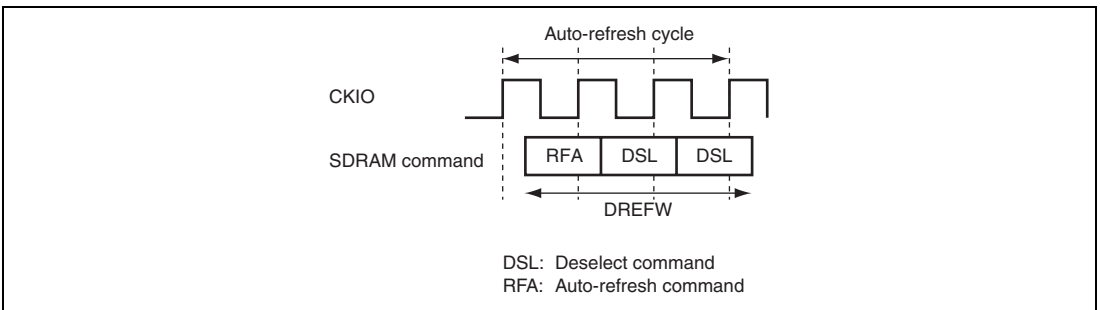 Auto-refresh cycle
CKIO
SDRAM command
RFA DSL DSL
DREFW
DSL: Deselect command
RFA: Auto-refresh command